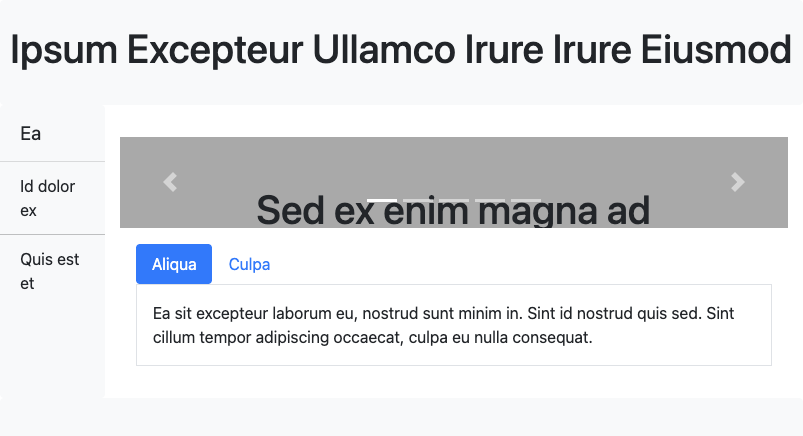 Ipsum Excepteur Ullamco Irure Irure Eiusmod
Ea
Id dolor
ex
Quis est
et
Sed ex enim magna ad
Aliqua
Culpa
Ea sit excepteur laborum eu, nostrud sunt minim in. Sint id nostrud quis sed. Sint
cillum tempor adipiscing occaecat, culpa eu nulla consequat.